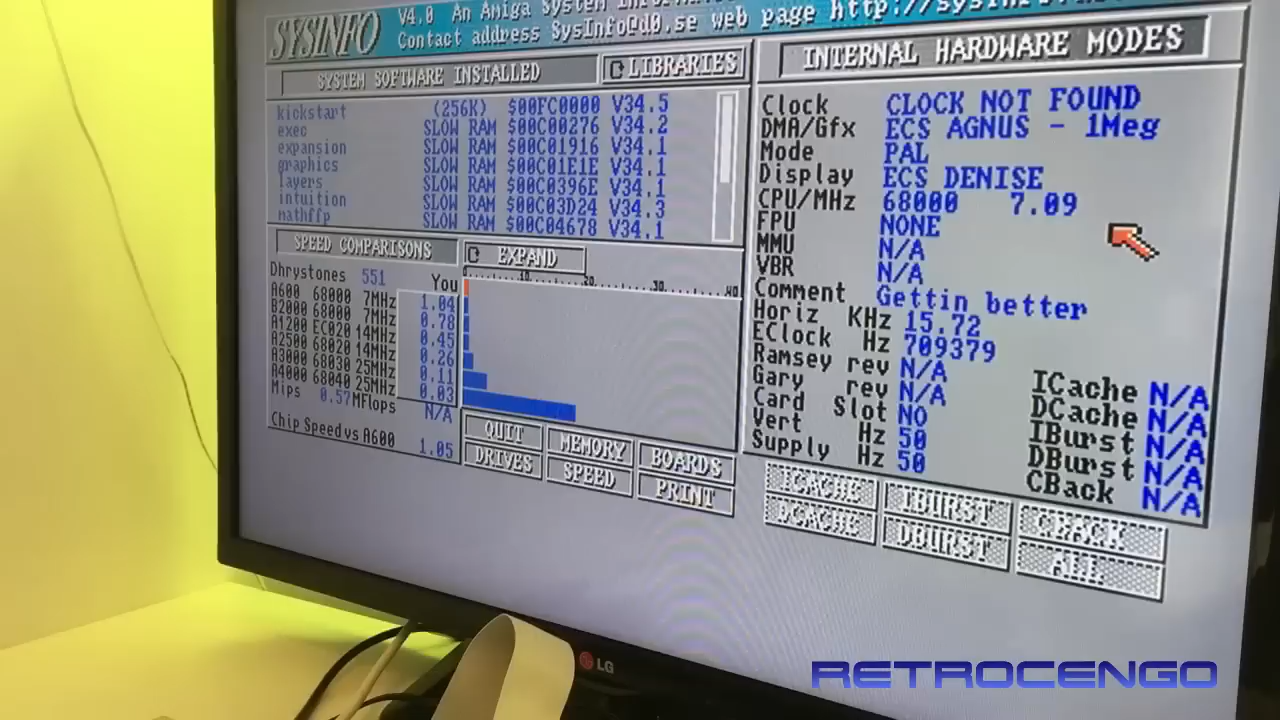 SYSINFO
V4.0 An Amiga System
Contact address SysInfo@d0.se web page http://sysinfo.
SYSTEM SOFTWARE INSTALLED
LIBRARIES
kickstart (256K) $00FC0000 V34.5
exec SLOW RAM $00C00276 V34.2
expansion SLOW RAM $00C01916 V34.1
graphics SLOW RAM $00C01E1E V34.1
layers SLOW RAM $00C0396E V34.1
intuition SLOW RAM $00C03D24 V34.3
mathffp SLOW RAM $00C04678 V34.1
SPEED COMPARISONS
EXPAND
Dhrystones 551 You
A600 68000 7MHz 1.04
B2000 68000 7MHz 0.78
A1200 EC020 14MHz 0.45
A2500 68020 14MHz 0.26
A3000 68030 25MHz 0.11
A4000 68040 25MHz 0.03
Mips 0.57 MFlops N/A
Chip Speed vs A600 1.05
10 20 30 40
QUIT MEMORY BOARDS
DRIVES SPEED PRINT
INTERNAL HARDWARE MODES
Clock CLOCK NOT FOUND
DMA/Gfx ECS AGNUS - 1Meg
Mode PAL
Display ECS DENISE
CPU/MHz 68000 7.09
FPU NONE
MMU N/A
VBR N/A
Comment Gettin better
Horiz KHz 15.72
EClock Hz 709379
Ramsey rev N/A
Gary rev N/A
Card Slot NO
Vert Hz 50
Supply Hz 50
ICache N/A
DCache N/A
IBurst N/A
DBurst N/A
CBack N/A
ICACHE IBURST CBACK
DCACHE DBURST ALL
LG
RETROCENGO